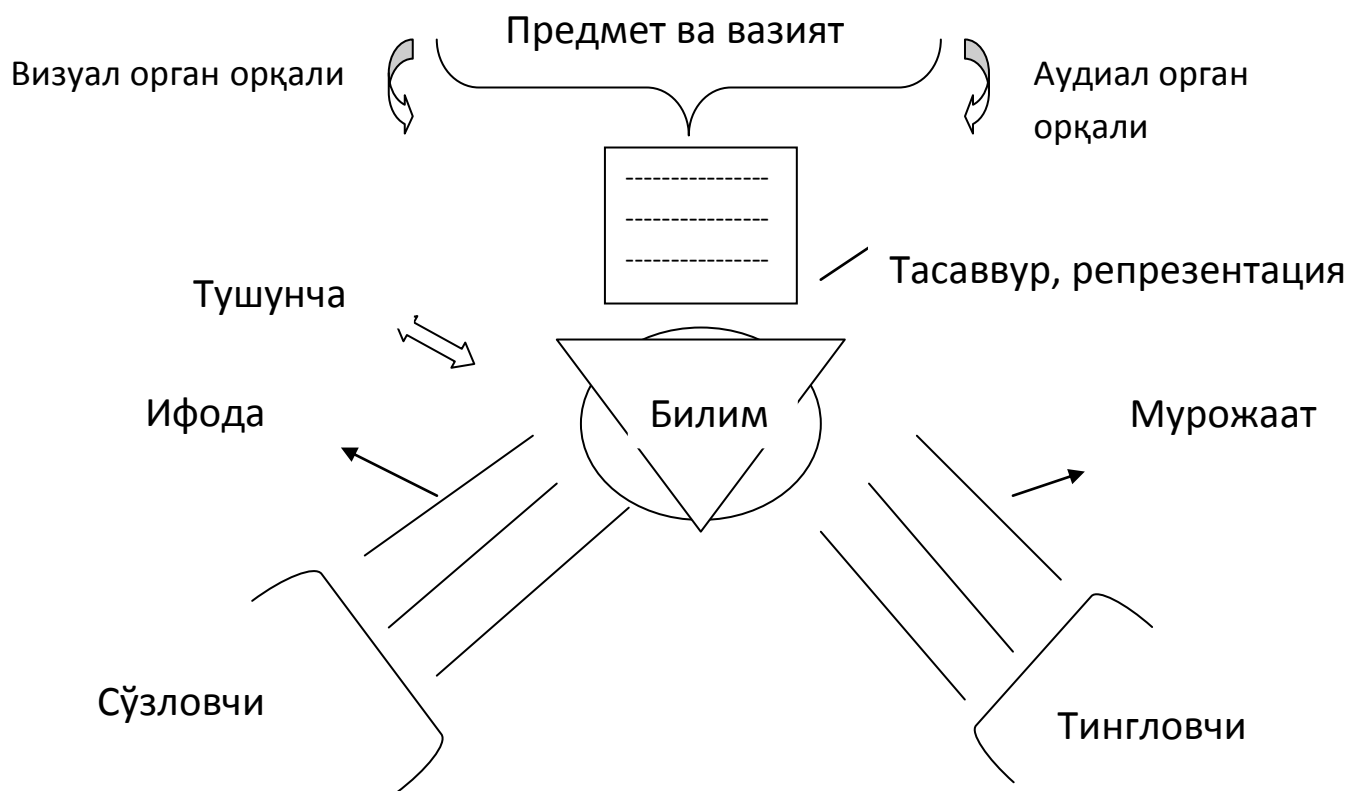 Предмет ва вазият
Визуал орган орқали
Аудиал орган
орқали
Тасаввур, репрезентация
Тушунча
Ифода
Билим
Мурожаат
Сўзловчи
Тингловчи